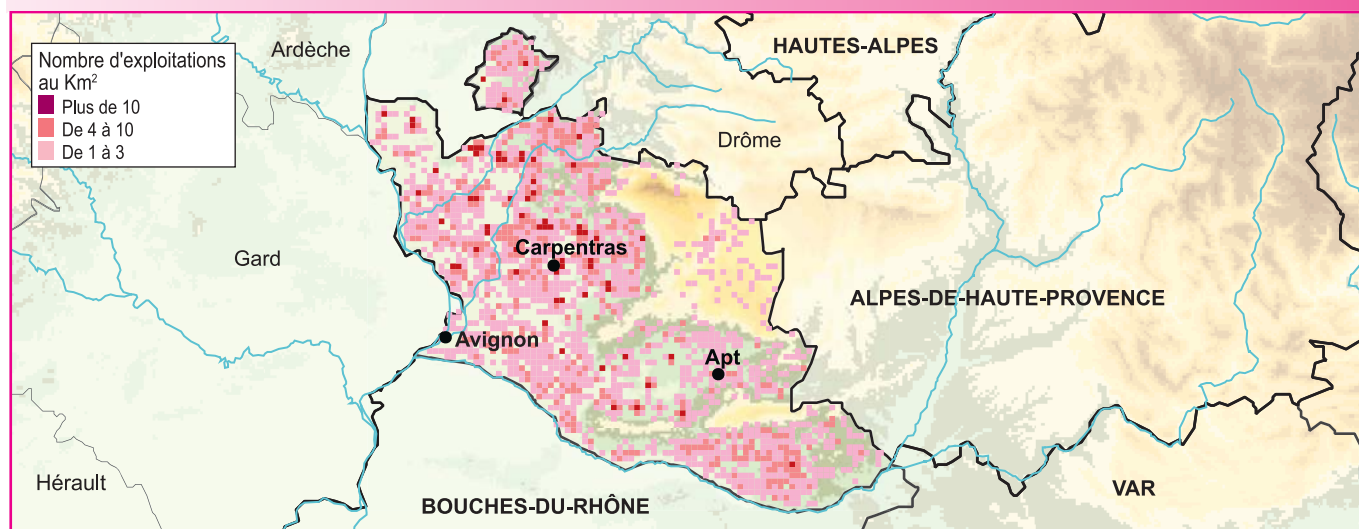 Nombre d'exploitations
au Km²
Plus de 10
De 4 à 10
De 1 à 3
Ardèche
HAUTES-ALPES
Drôme
Gard
Carpentras
ALPES-DE-HAUTE-PROVENCE
Avignon
Apt
Hérault
BOUCHES-DU-RHÔNE
VAR